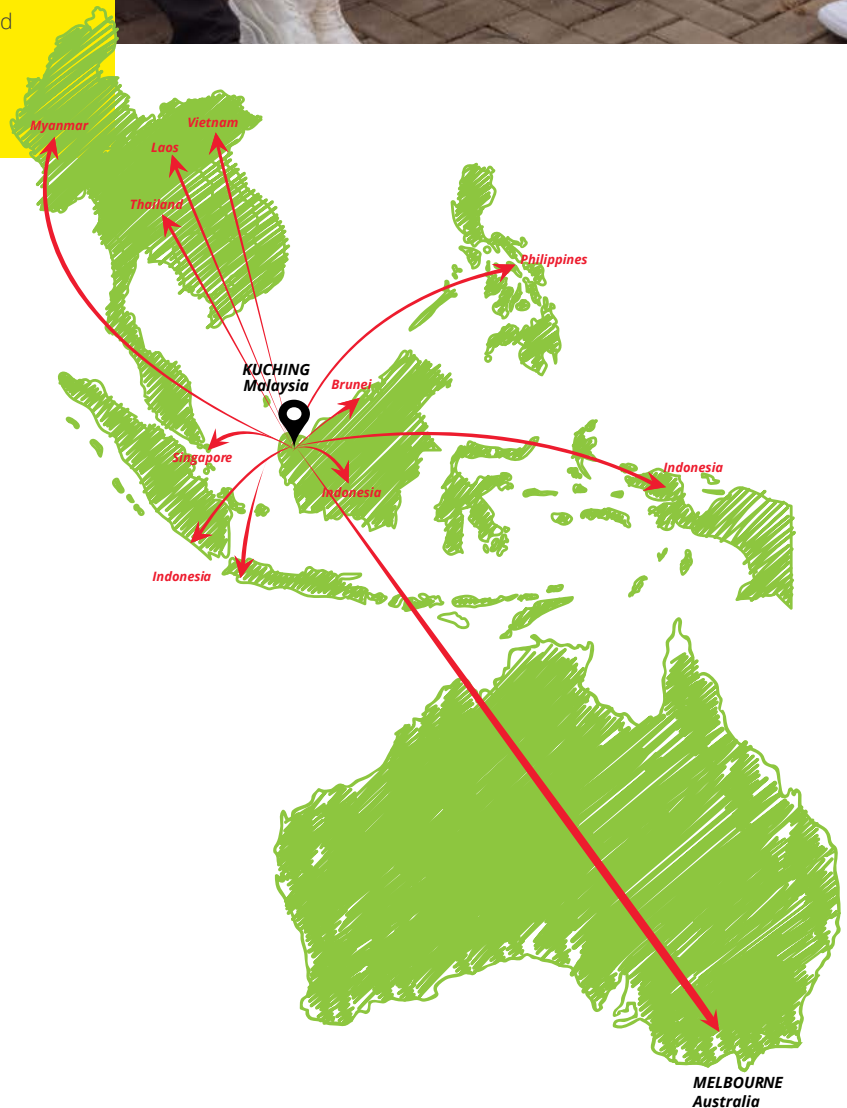 d
Myanmar
Vietnam
Laos
Thailand
Philippines
KUCHING
Malaysia
Brunei
Singapore
Indonesia
Indonesia
Indonesia
MELBOURNE
Australia